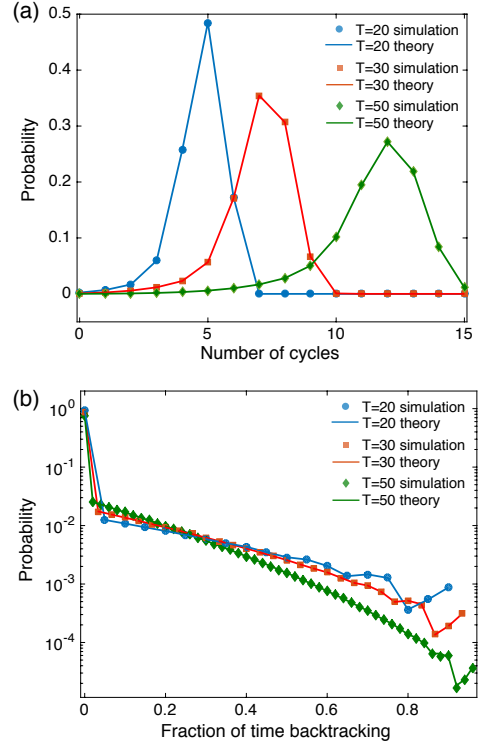 (a)
0.5
0.4
0.3
0.2
0.1
0
Probability
T=20 simulation
T=20 theory
T=30 simulation
T=30 theory
T=50 simulation
T=50 theory
0 5 10 15
Number of cycles
(b)
10^0
10^-1
10^-2
10^-3
10^-4
Probability
T=20 simulation
T=20 theory
T=30 simulation
T=30 theory
T=50 simulation
T=50 theory
0 0.2 0.4 0.6 0.8
Fraction of time backtracking